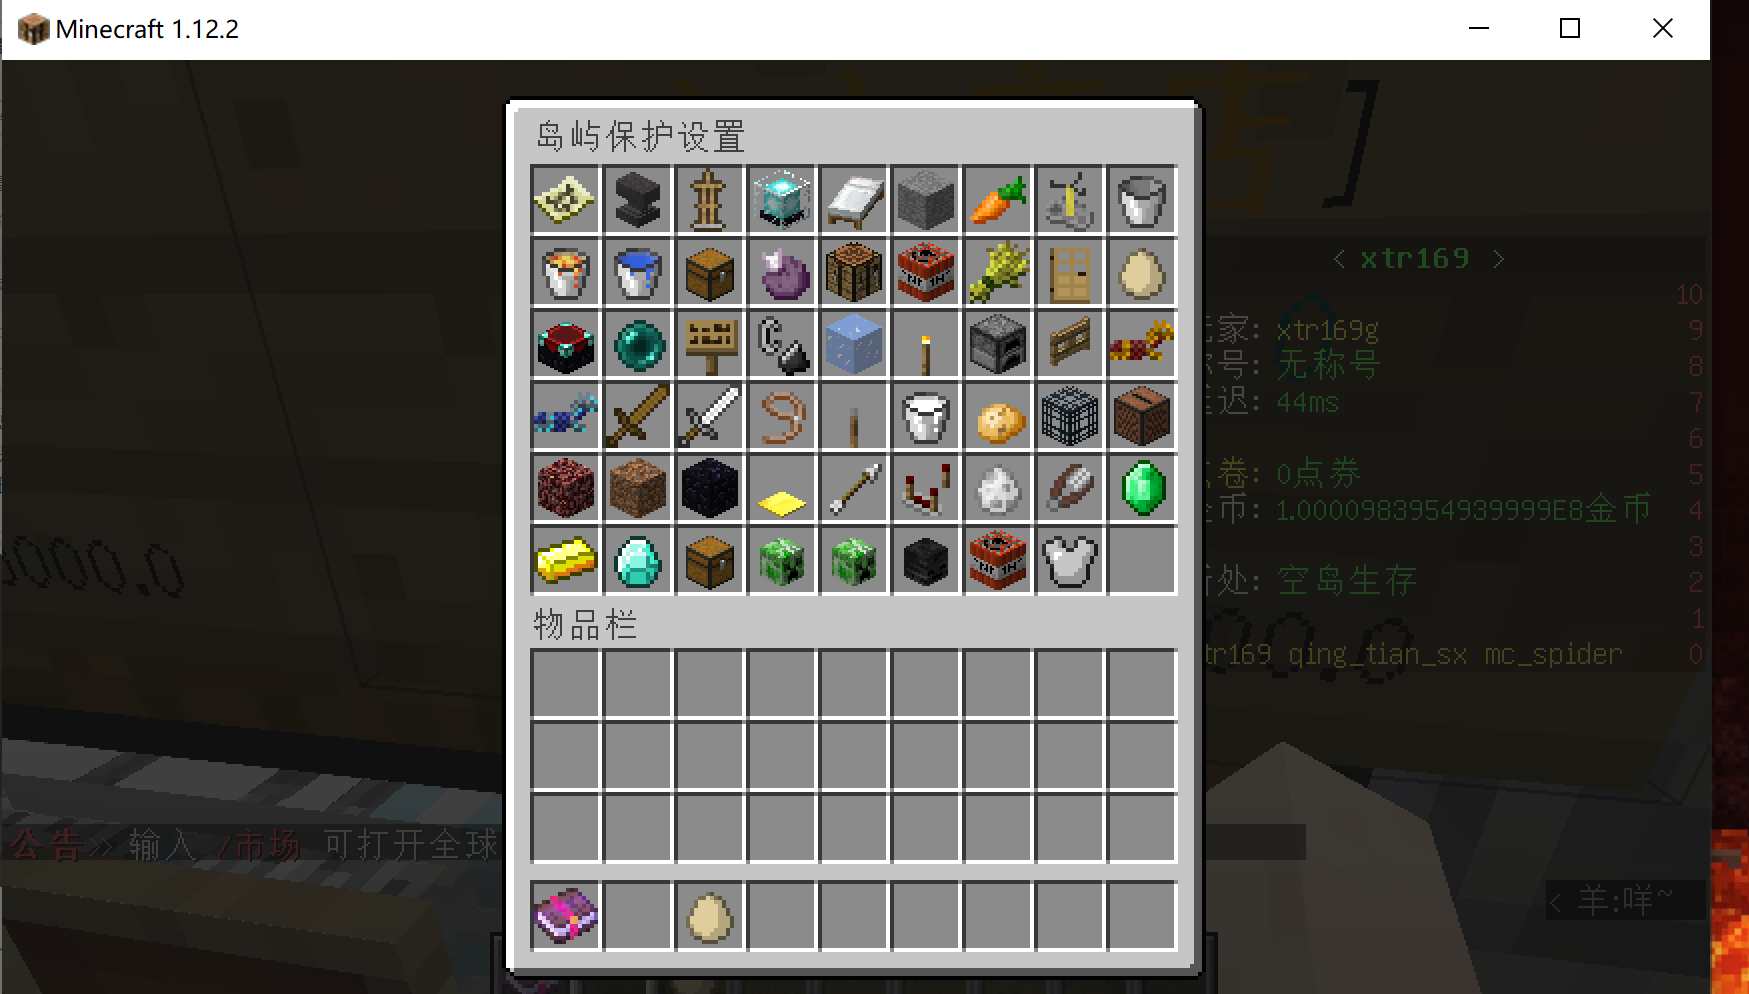 Minecraft 1.12.2
岛屿保护设置
< xtr169 >
10
家: xtr169g
9
号: 无称号
8
迟: 44ms
7
6
卷: 0点券
5
币: 1.0000983954939999E8金币
4
3
处: 空岛生存
2
1
tr169 qing_tian_sx mc_spider
0
物品栏
公告>> 输入 /市场 可打开全球
< 羊:咩~